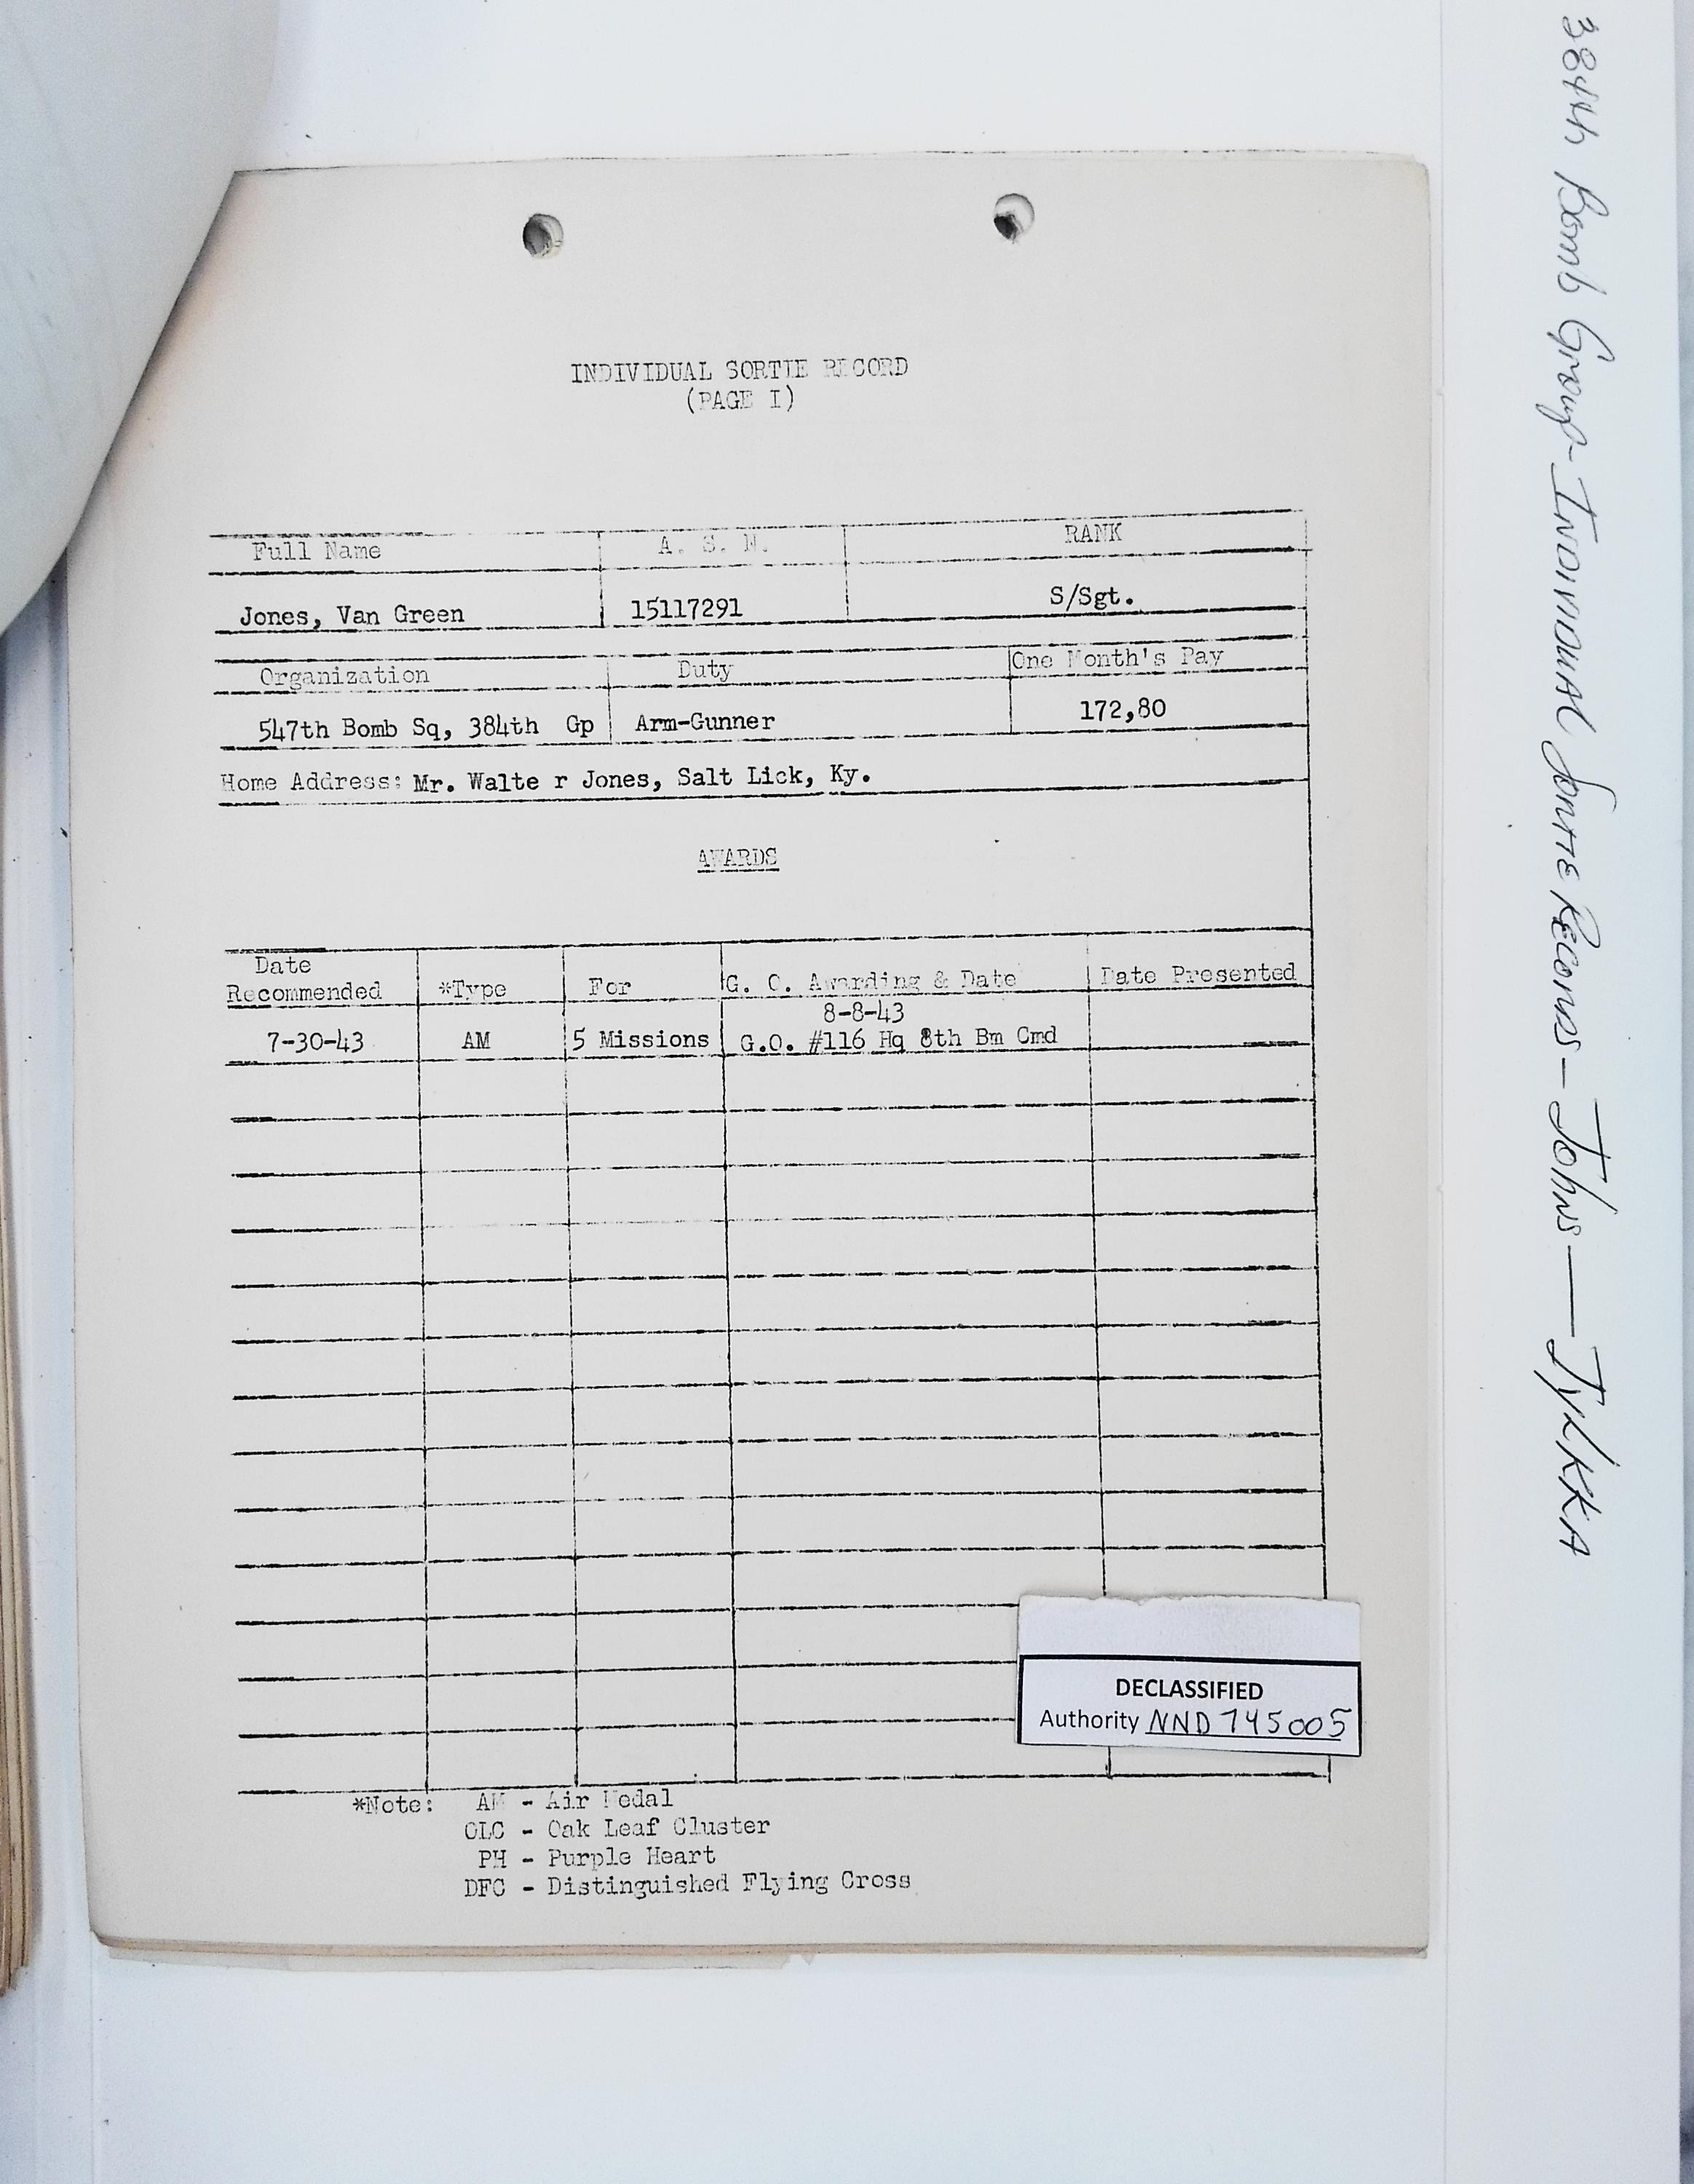 INDIVIDUAL SORTIE RECORD
(PAGE I)
Full Name A. S. N. RANK
Jones, Van Green 15117291 S/Sgt.
Organization Duty One Month's Pay
547th Bomb Sq, 384th Gp Arm-Gunner 172,80
Home Address: Mr. Walte r Jones, Salt Lick, Ky.
AWARDS
Date
Recommended *Type For G. O. Awarding & Date Date Presented
8-8-43
7-30-43 AM 5 Missions G.O. #116 Hq 8th Bm Cmd
DECLASSIFIED
Authority NND 745005
*Note: AM - Air Medal
OLC - Oak Leaf Cluster
PH - Purple Heart
DFC - Distinguished Flying Cross
384th Bomb Group - INDIVIDUAL Sortie Records - Johns - Jylkka